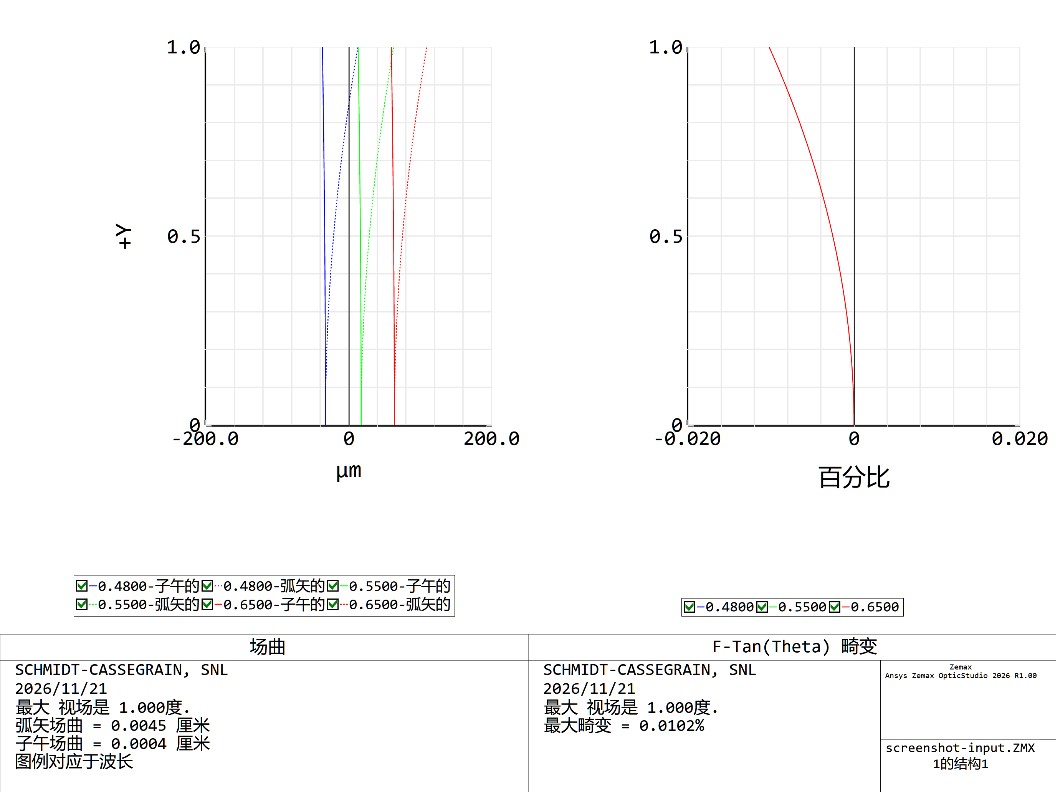 1.0
+Y
0.5
0
-200.0 0 200.0
μm
1.0
0.5
0
-0.020 0 0.020
百分比
0.4800-子午的 0.4800-弧矢的 0.5500-子午的
0.5500-弧矢的 0.6500-子午的 0.6500-弧矢的
0.4800 0.5500 0.6500
场曲
SCHMIDT-CASSEGRAIN, SNL
2026/11/21
最大 视场是 1.000度.
弧矢场曲 = 0.0045 厘米
子午场曲 = 0.0004 厘米
图例对应于波长
F-Tan(Theta) 畸变
SCHMIDT-CASSEGRAIN, SNL
2026/11/21
最大 视场是 1.000度.
最大畸变 = 0.0102%
Zemax
Ansys Zemax OpticStudio 2026 R1.00
screenshot-input.ZMX
1的结构1